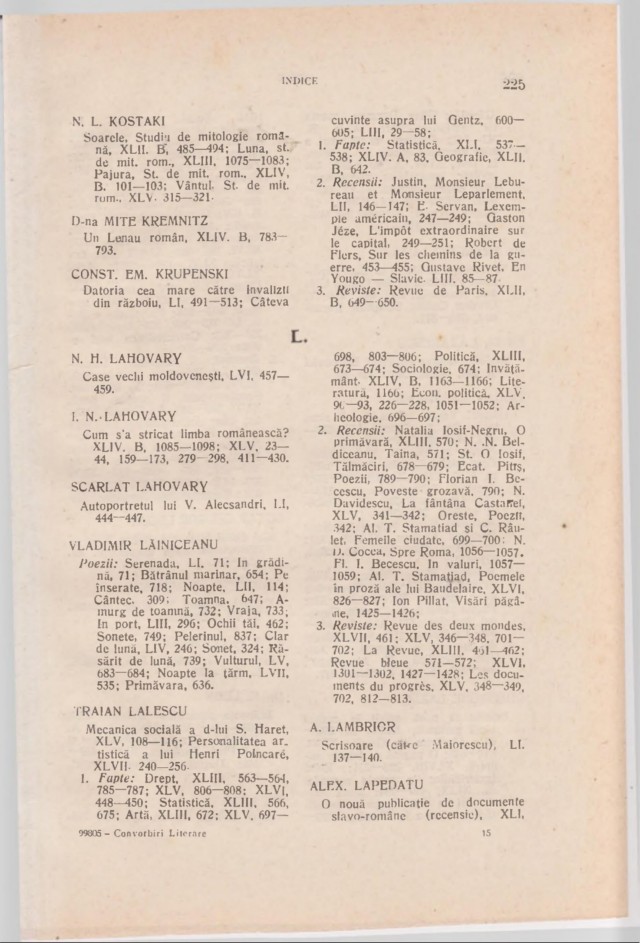 INDICE
225
N. L. KOSTAKI
Soarele, Studiu de mitologie româ-
nă, XLII. B, 485—494; Luna, st.
de mit. rom., XLIII, 1075—1083;
Pajura, St. de mit. rom., XLIV,
B. 101—103; Vântul. St. de mit.
rom., XLV. 315—321.
D-na MITE KREMNITZ
Un Lenau român, XLIV. B, 783—
793.
CONST. EM. KRUPENSKI
Datoria cea mare către invalizii
din războiu, LI, 491—513; Câteva
cuvinte asupra lui Gentz, 600—
605; LIII, 29—58;
1. Fapte: Statistică, XLI, 537—
538; XLIV. A, 83, Geografie, XLII,
B, 642.
2. Recensii: Justin, Monsieur Lebu-
reau et Monsieur Leparlement,
LII, 146—147; E. Servan, Lexem-
ple américain, 247—249; Gaston
Jéze, L'impôt extraordinaire sur
le capital, 249—251; Robert de
Flers, Sur les chemins de la gu-
erre, 453—455; Gustave Rivet, En
Yougo — Slavie. LIII, 85—87.
3. Reviste: Revue de Paris, XLII,
B, 649—650.
L.
N. H. LAHOVARY
Case vechi moldovenești, LVI, 457—
459.
I. N. LAHOVARY
Cum s'a stricat limba românească?
XLIV. B, 1085—1098; XLV, 23—
44, 159—173, 279—298, 411—430.
SCARLAT LAHOVARY
Autoportretul lui V. Alecsandri, LI,
444—447.
VLADIMIR LĂINICEANU
Poezii: Serenada, LI, 71; In grădi-
nă, 71; Bătrânul marinar, 654; Pe
înserate, 718; Noapte, LII, 114;
Cântec, 309; Toamna, 647; A-
murg de toamnă, 732; Vraja, 733;
In port, LIII, 296; Ochii tăi, 462;
Sonete, 749; Pelerinul, 837; Clar
de lună, LIV, 246; Sonet, 324; Ră-
sărit de lună, 739; Vulturul, LV,
683—684; Noapte la țărm, LVII,
535; Primăvara, 636.
TRAIAN LALESCU
Mecanica socială a d-lui S. Haret,
XLV, 108—116; Personalitatea ar-
tistică a lui Henri Poincaré,
XLVII. 240—256.
1. Fapte: Drept, XLIII, 563—564,
785—787; XLV, 806—808; XLVI,
448—450; Statistică, XLIII, 566,
675; Artă, XLIII, 672; XLV, 697—
698, 803—806; Politică, XLIII,
673—674; Sociologie, 674; Invăță-
mânt. XLIV, B, 1163—1166; Lite-
ratură, 1166; Econ. politică, XLV,
90—93, 226—228, 1051—1052; Ar-
heologie, 696—697;
2. Recensii: Natalia Iosif-Negru, O
primăvară, XLIII, 570; N. N. Bel-
diceanu, Taina, 571; St. O Iosif,
Tălmăciri, 678—679; Ecat. Pitiș,
Poezii, 789—790; Florian I. Be-
cescu, Poveste grozavă, 790; N.
Davidescu, La fântâna Castaliei,
XLV, 341—342; Oreste, Poezii,
342; Al. T. Stamatiad și C. Râu-
let, Femeile ciudate, 699—700; N.
D. Cocea, Spre Roma, 1056—1057.
Fl. I. Becescu, In valuri, 1057—
1059; Al. T. Stamatiad, Poemele
în proză ale lui Baudelaire, XLVI,
826—827; Ion Pillat, Visări păgâ-
ne, 1425—1426;
3. Reviste: Revue des deux mondes,
XLVII, 461; XLV, 346—348, 701—
702; La Revue, XLIII, 461—462;
Revue bleue 571—572; XLVI,
1301—1302, 1427—1428; Les docu-
ments du progrès, XLV, 348—349,
702, 812—813.
A. LAMBRIOR
Scrisoare (către Maiorescu), LI.
137—140.
ALEX. LAPEDATU
O nouă publicație de documente
slavo-române (recensie), XLI,
99805 - Convorbiri Literare
15